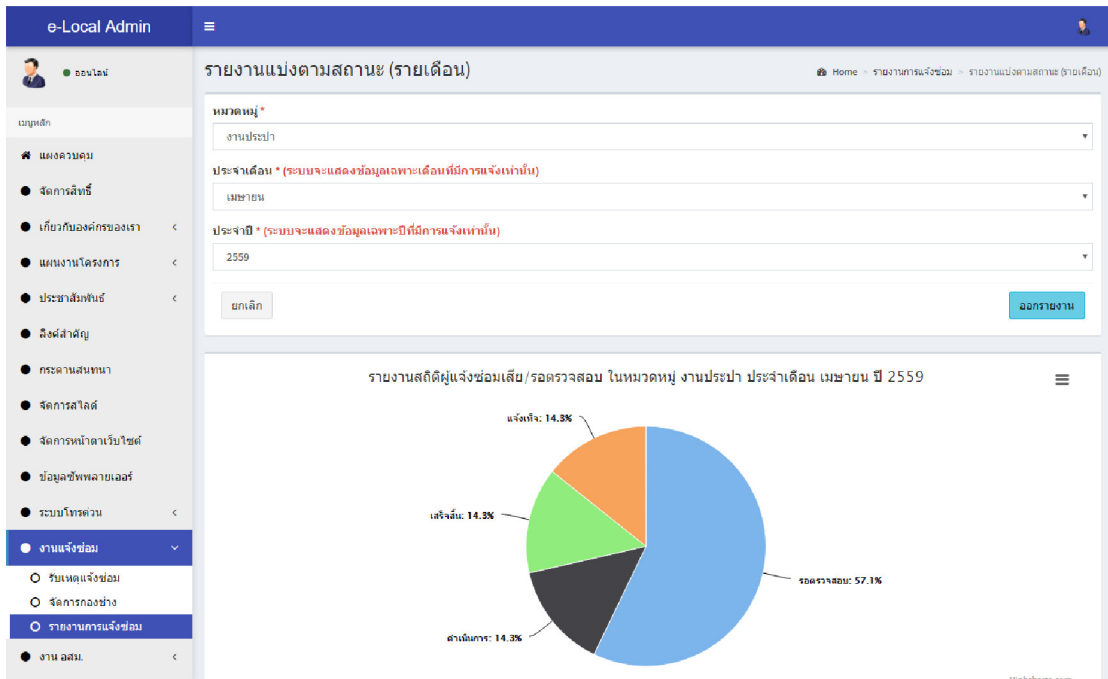 e-Local Admin
ออนไลน์
เมนูหลัก
แผงควบคุม
จัดการสิทธิ์
เกี่ยวกับองค์กรของเรา
แผนงานโครงการ
ประชาสัมพันธ์
ลิงค์สำคัญ
กระดานสนทนา
จัดการสไลด์
จัดการหน้าตาเว็บไซต์
ข้อมูลซัพพลายเออร์
ระบบโทรด่วน
งานแจ้งซ่อม
รับเหตุแจ้งซ่อม
จัดการกองช่าง
รายงานการแจ้งซ่อม
งาน อสม.
รายงานแบ่งตามสถานะ (รายเดือน)
Home > รายงานการแจ้งซ่อม > รายงานแบ่งตามสถานะ (รายเดือน)
หมวดหมู่ *
งานประปา
ประจำเดือน * (ระบบจะแสดงข้อมูลเฉพาะเดือนที่มีการแจ้งเท่านั้น)
เมษายน
ประจำปี * (ระบบจะแสดงข้อมูลเฉพาะปีที่มีการแจ้งเท่านั้น)
2559
ยกเลิก
ออกรายงาน
รายงานสถิติผู้แจ้งซ่อมเสีย/รอตรวจสอบ ในหมวดหมู่ งานประปา ประจำเดือน เมษายน ปี 2559
แจ้งเท็จ: 14.3%
เสร็จสิ้น: 14.3%
รอตรวจสอบ: 57.1%
ดำเนินการ: 14.3%